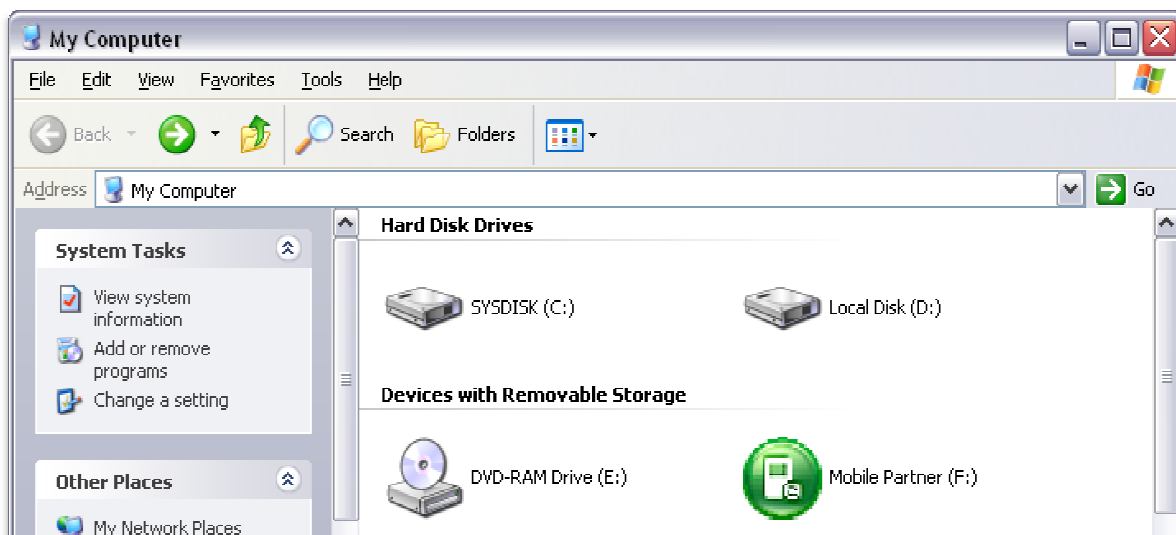 My Computer
File Edit View Favorites Tools Help
Back Search Folders
Address My Computer Go
System Tasks
View system
information
Add or remove
programs
Change a setting
Other Places
My Network Places
Hard Disk Drives
SYSDISK (C:)
Local Disk (D:)
Devices with Removable Storage
DVD-RAM Drive (E:)
Mobile Partner (F:)